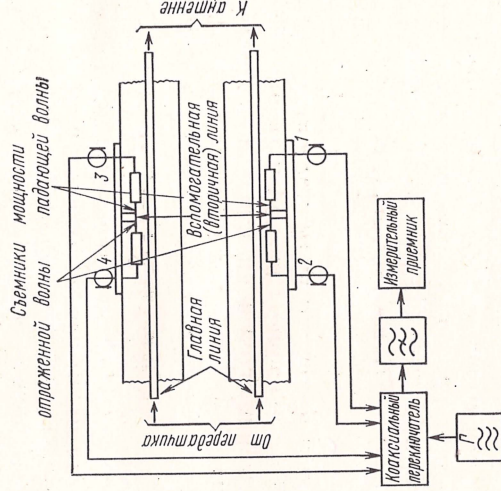 Съемники мощности
отраженной волны падающей волны
К антенне
4
3
Вспомогательная
(вторичная) линия
Главная
линия
2
1
От передатчика
Измерительный
приемник
Коаксиальный
переключатель
Г